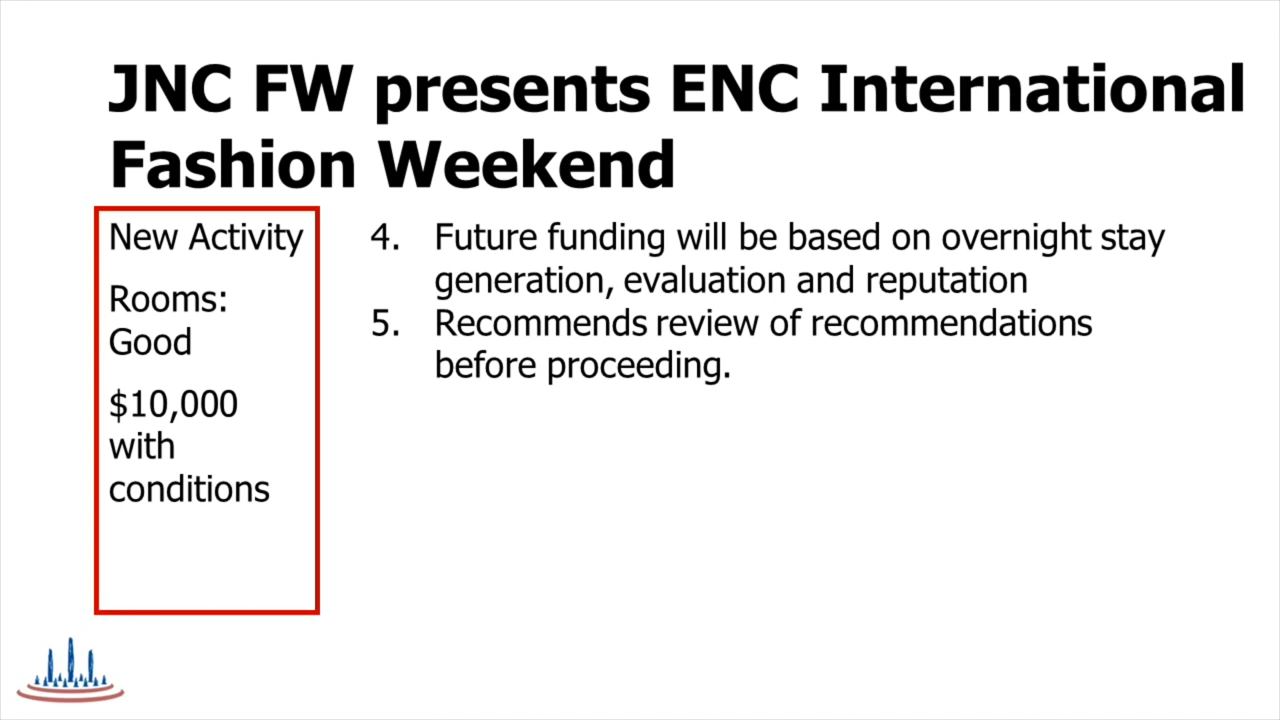 JNC FW presents ENC International
Fashion Weekend
New Activity
Rooms:
Good
$10,000
with
conditions
4. Future funding will be based on overnight stay
generation, evaluation and reputation
5. Recommends review of recommendations
before proceeding.